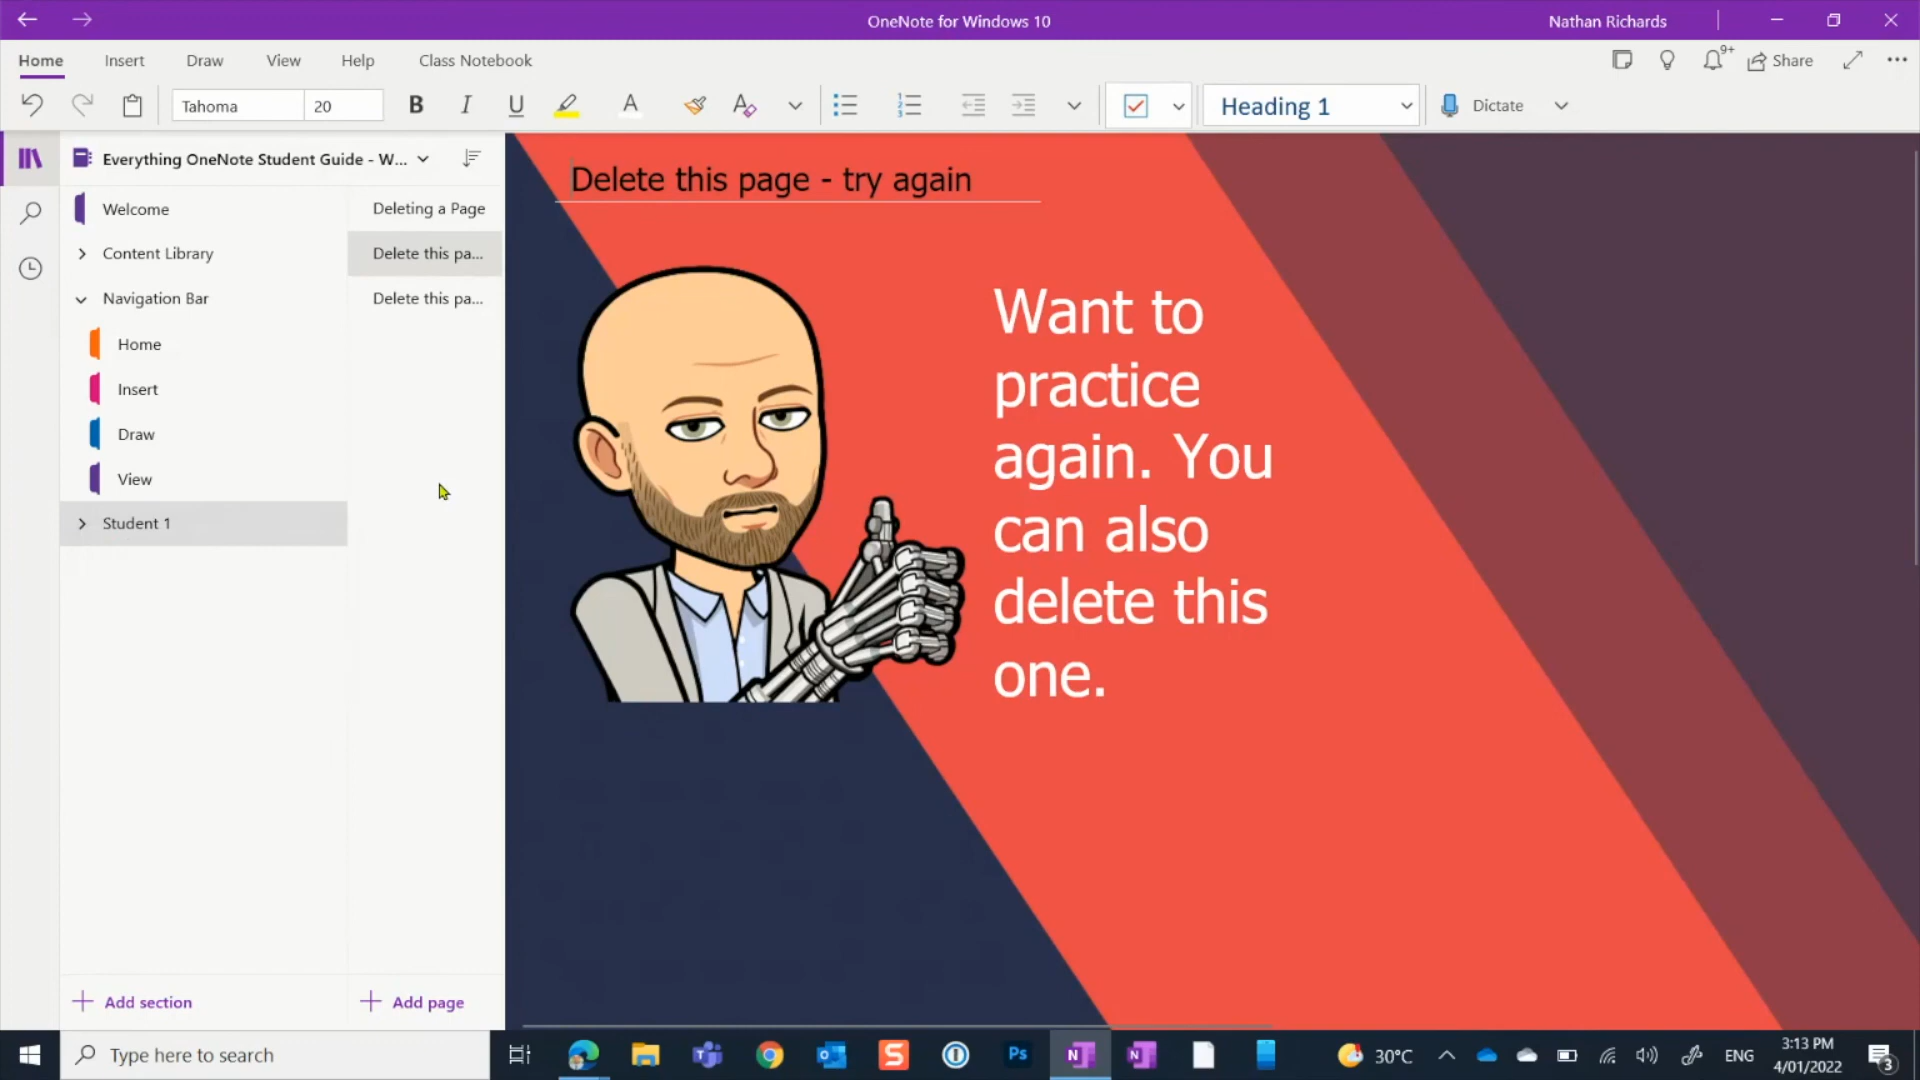 OneNote for Windows 10
Nathan Richards
Home
Insert
Draw
View
Help
Class Notebook
9+
Share
Tahoma
20
B
I
U
A
A
Heading 1
Dictate
Everything OneNote Student Guide - W...
Welcome
Content Library
Navigation Bar
Home
Insert
Draw
View
Student 1
Add section
Deleting a Page
Delete this pa...
Delete this pa...
Add page
Delete this page - try again
Want to
practice
again. You
can also
delete this
one.
Type here to search
S
Ps
N
N
30°C
ENG
3:13 PM
4/01/2022
3